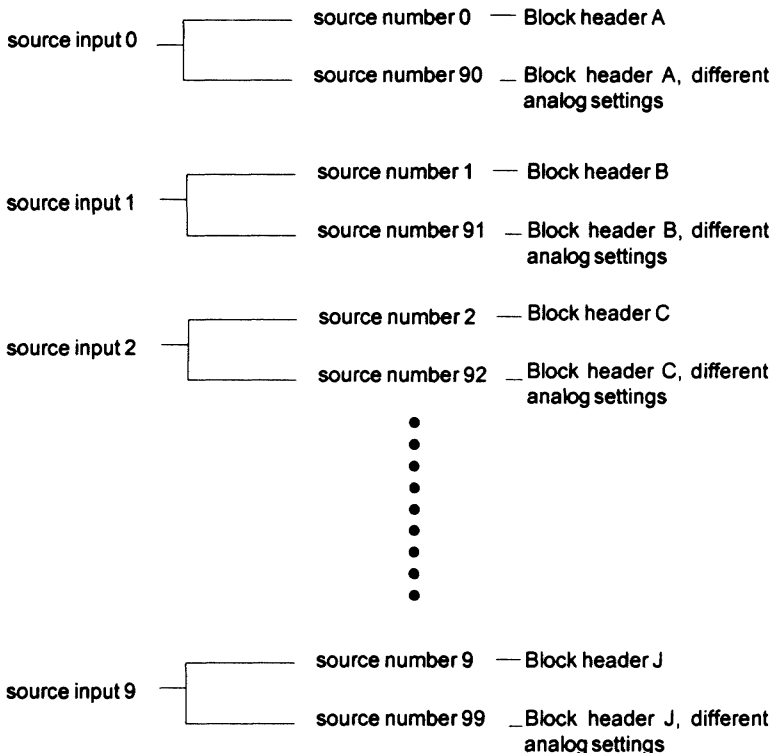 source number 0 — Block header A
source input 0
source number 90 — Block header A, different
analog settings
source number 1 — Block header B
source input 1
source number 91 — Block header B, different
analog settings
source number 2 — Block header C
source input 2
source number 92 — Block header C, different
analog settings
source number 9 — Block header J
source input 9
source number 99 — Block header J, different
analog settings